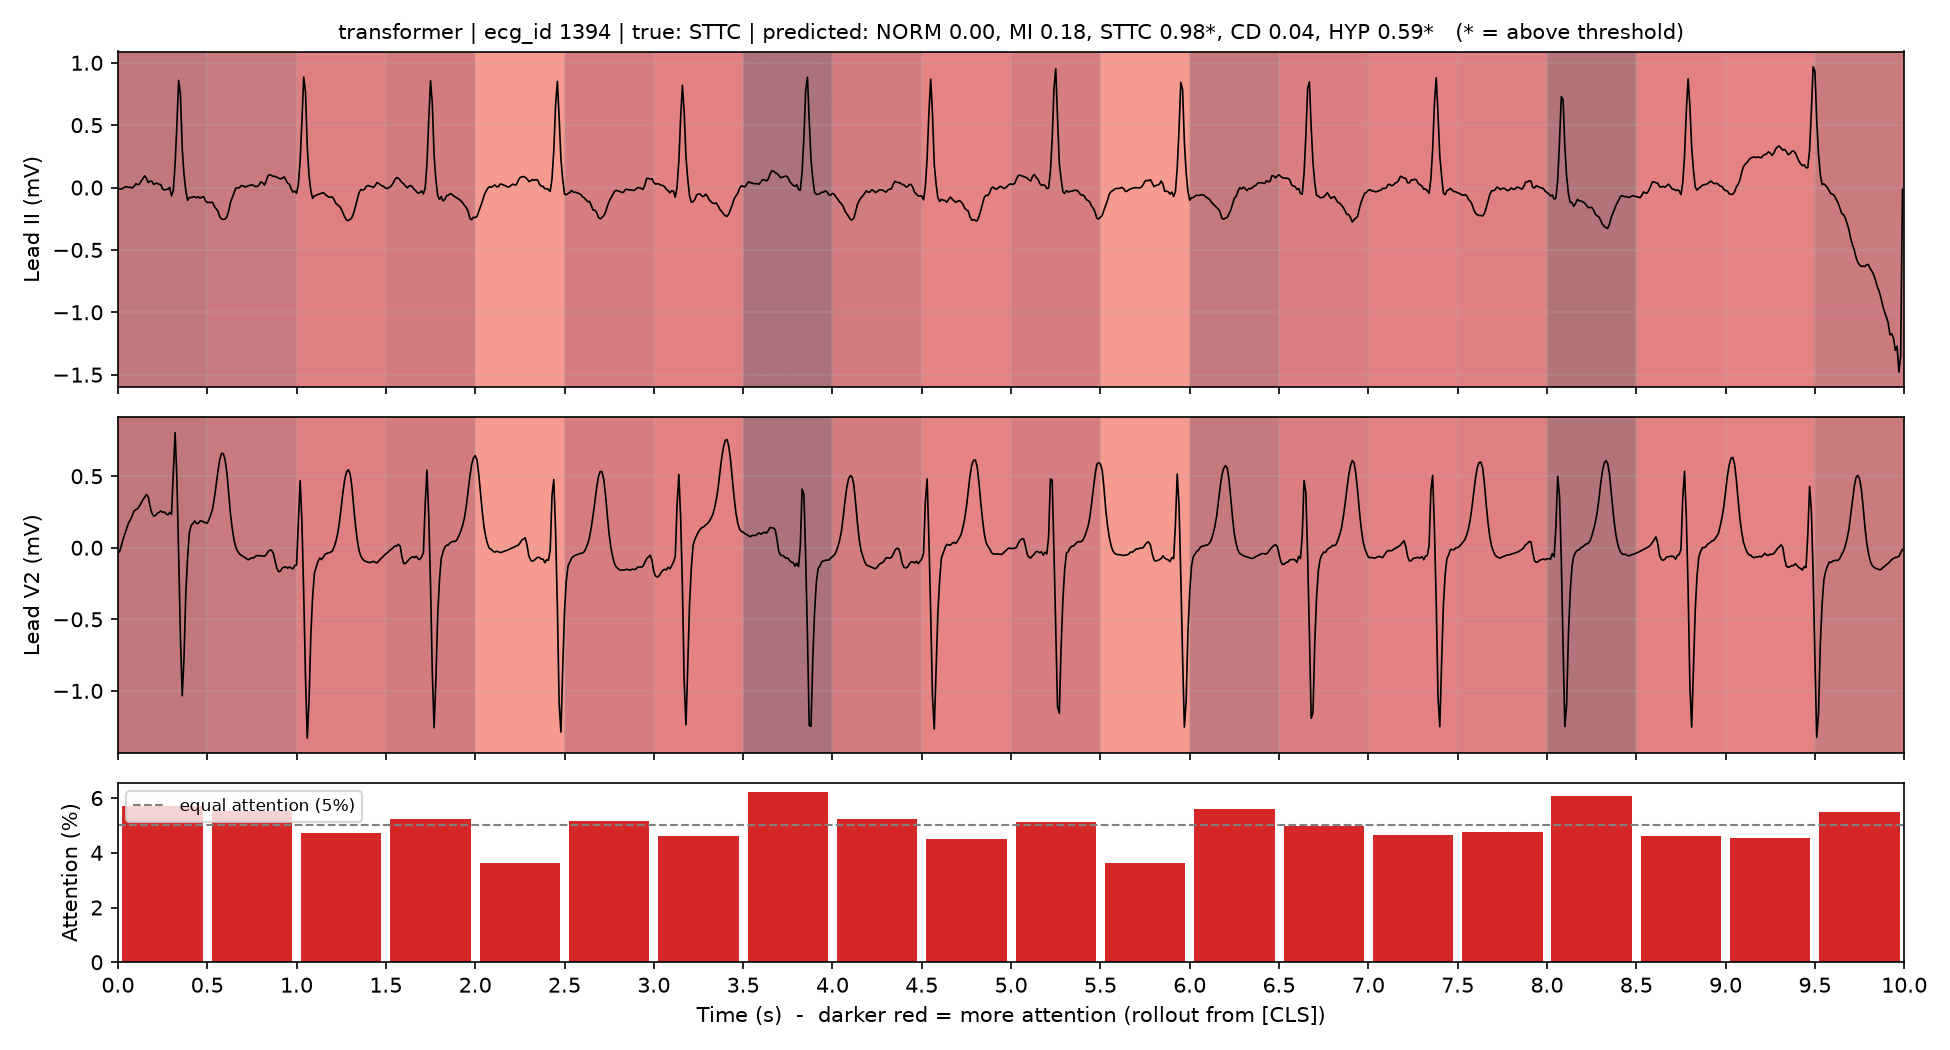 transformer | ecg_id 1394 | true: STTC | predicted: NORM 0.00, MI 0.18, STTC 0.98*, CD 0.04, HYP 0.59*   (* = above threshold)
Lead II (mV)
1.0
0.5
0.0
−0.5
−1.0
−1.5
Lead V2 (mV)
0.5
0.0
−0.5
−1.0
Attention (%)
6
4
2
0
equal attention (5%)
0.0 0.5 1.0 1.5 2.0 2.5 3.0 3.5 4.0 4.5 5.0 5.5 6.0 6.5 7.0 7.5 8.0 8.5 9.0 9.5 10.0
Time (s)  -  darker red = more attention (rollout from [CLS])